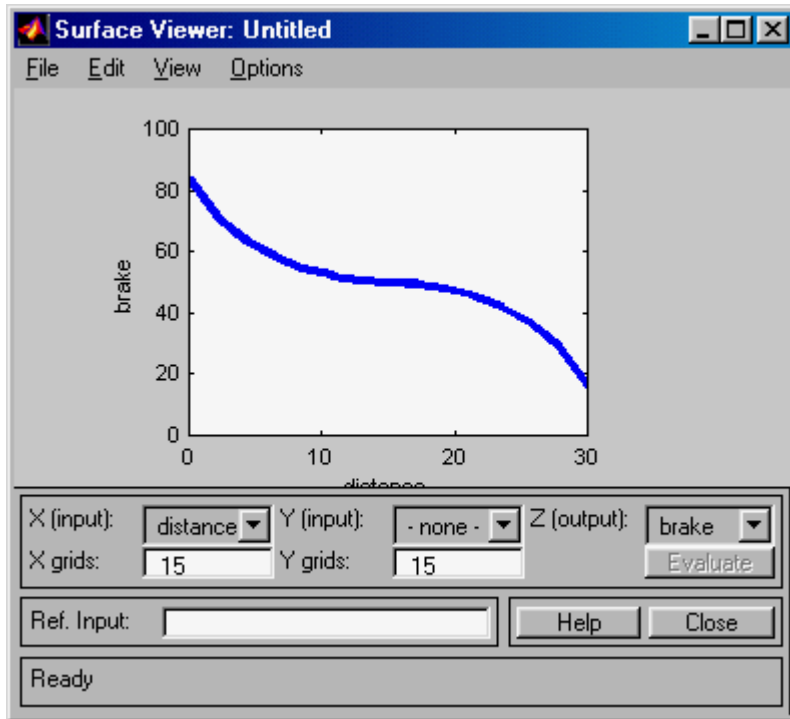 Surface Viewer: Untitled
File Edit View Options
100
80
60
40
20
0
brake
0 10 20 30
distance
X (input): distance Y (input): - none - Z (output): brake
X grids: 15 Y grids: 15 Evaluate
Ref. Input: Help Close
Ready